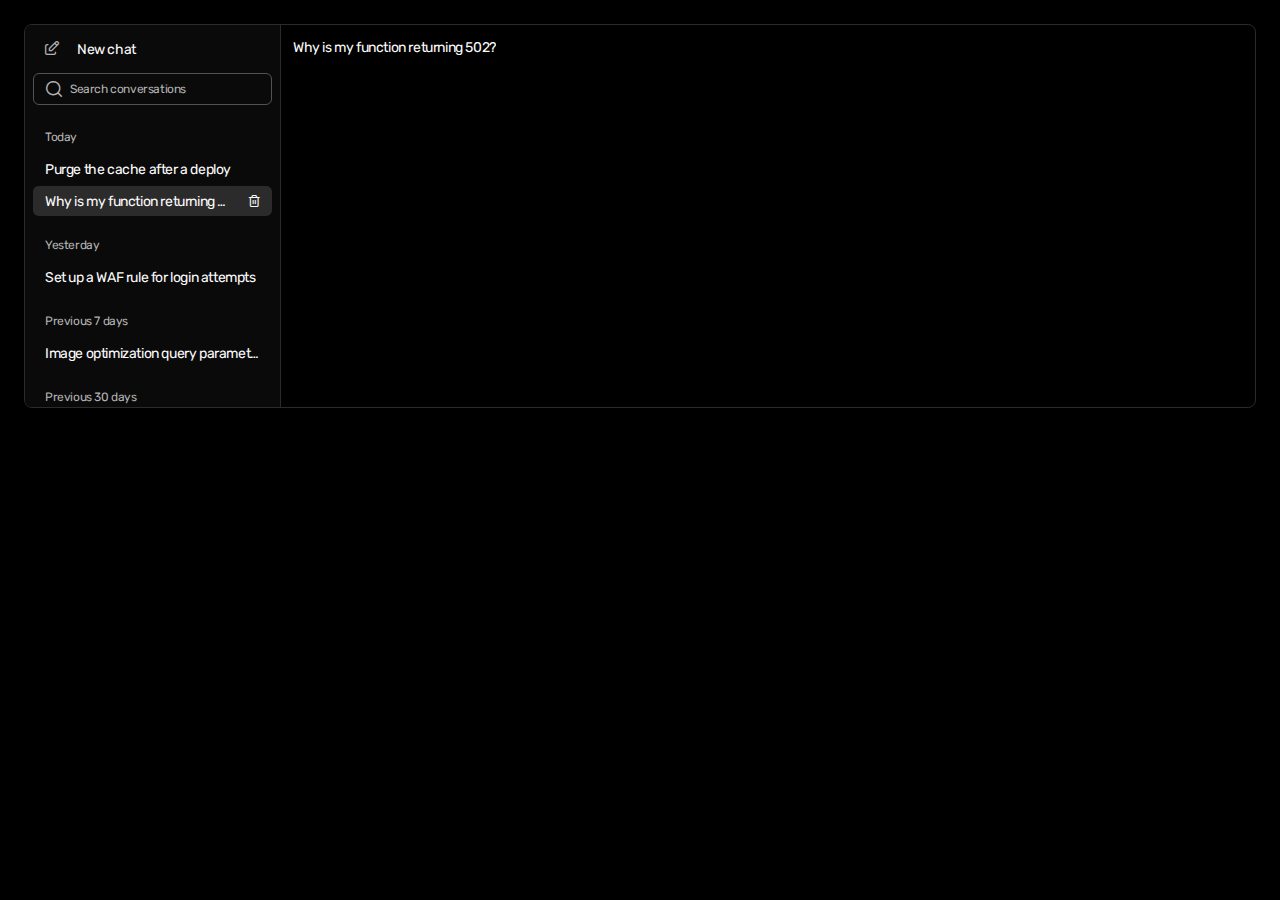 New chat
Search conversations
Today
Purge the cache after a deploy
Why is my function returning ...
Yesterday
Set up a WAF rule for login attempts
Previous 7 days
Image optimization query paramet...
Previous 30 days
Why is my function returning 502?